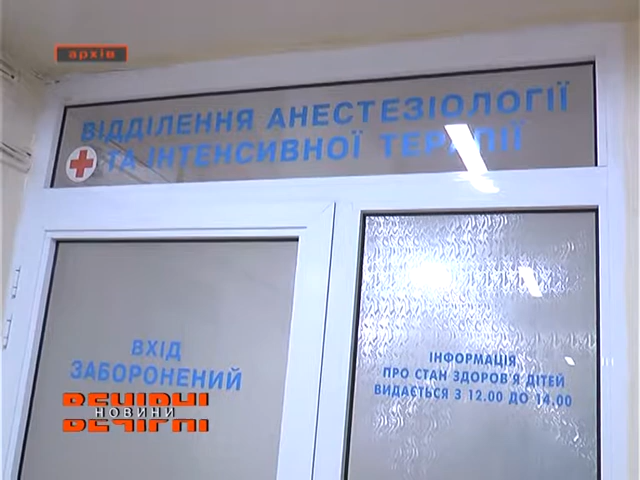 архів
ВІДДІЛЕННЯ АНЕСТЕЗІОЛОГІЇ
ТА ІНТЕНСИВНОЇ ТЕРАПІЇ
ВХІД
ЗАБОРОНЕНИЙ
ІНФОРМАЦІЯ
ПРО СТАН ЗДОРОВ'Я ДІТЕЙ
ВИДАЄТЬСЯ З 12.00 ДО 14.00
ВЕЧІРНІ
НОВИНИ